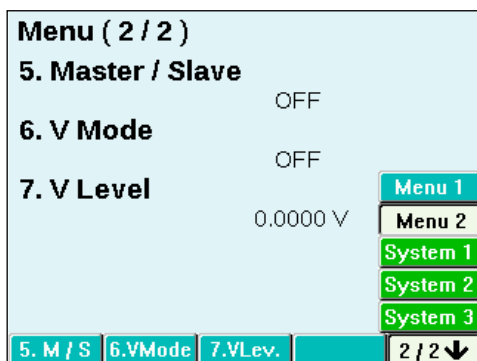 Menu ( 2 / 2 )
5. Master / Slave
OFF
6. V Mode
OFF
7. V Level
0.0000 V
Menu 1
Menu 2
System 1
System 2
System 3
5. M / S
6.VMode
7.VLev.
2 / 2 ↓